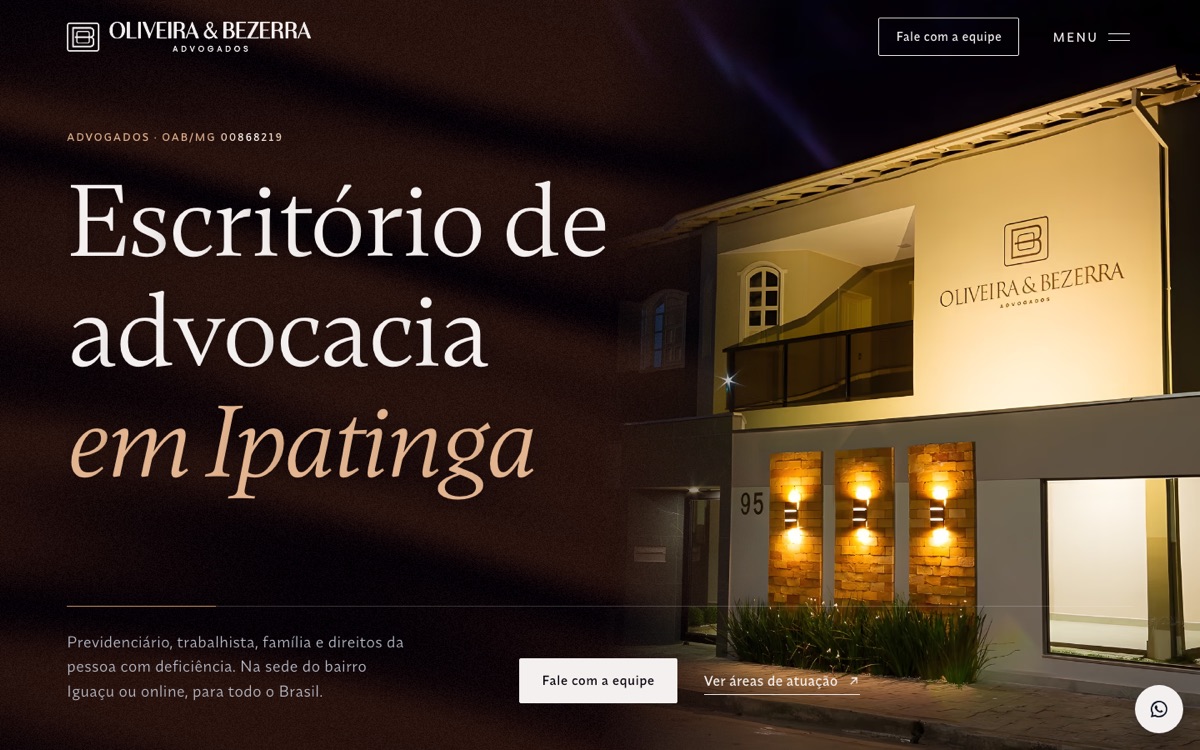 OLIVEIRA & BEZERRA
ADVOGADOS
Fale com a equipe
MENU
ADVOGADOS · OAB/MG 00868219
Escritório de
advocacia
em Ipatinga
OLIVEIRA & BEZERRA
ADVOGADOS
95
Previdenciário, trabalhista, família e direitos da
pessoa com deficiência. Na sede do bairro
Iguaçu ou online, para todo o Brasil.
Fale com a equipe
Ver áreas de atuação ↗